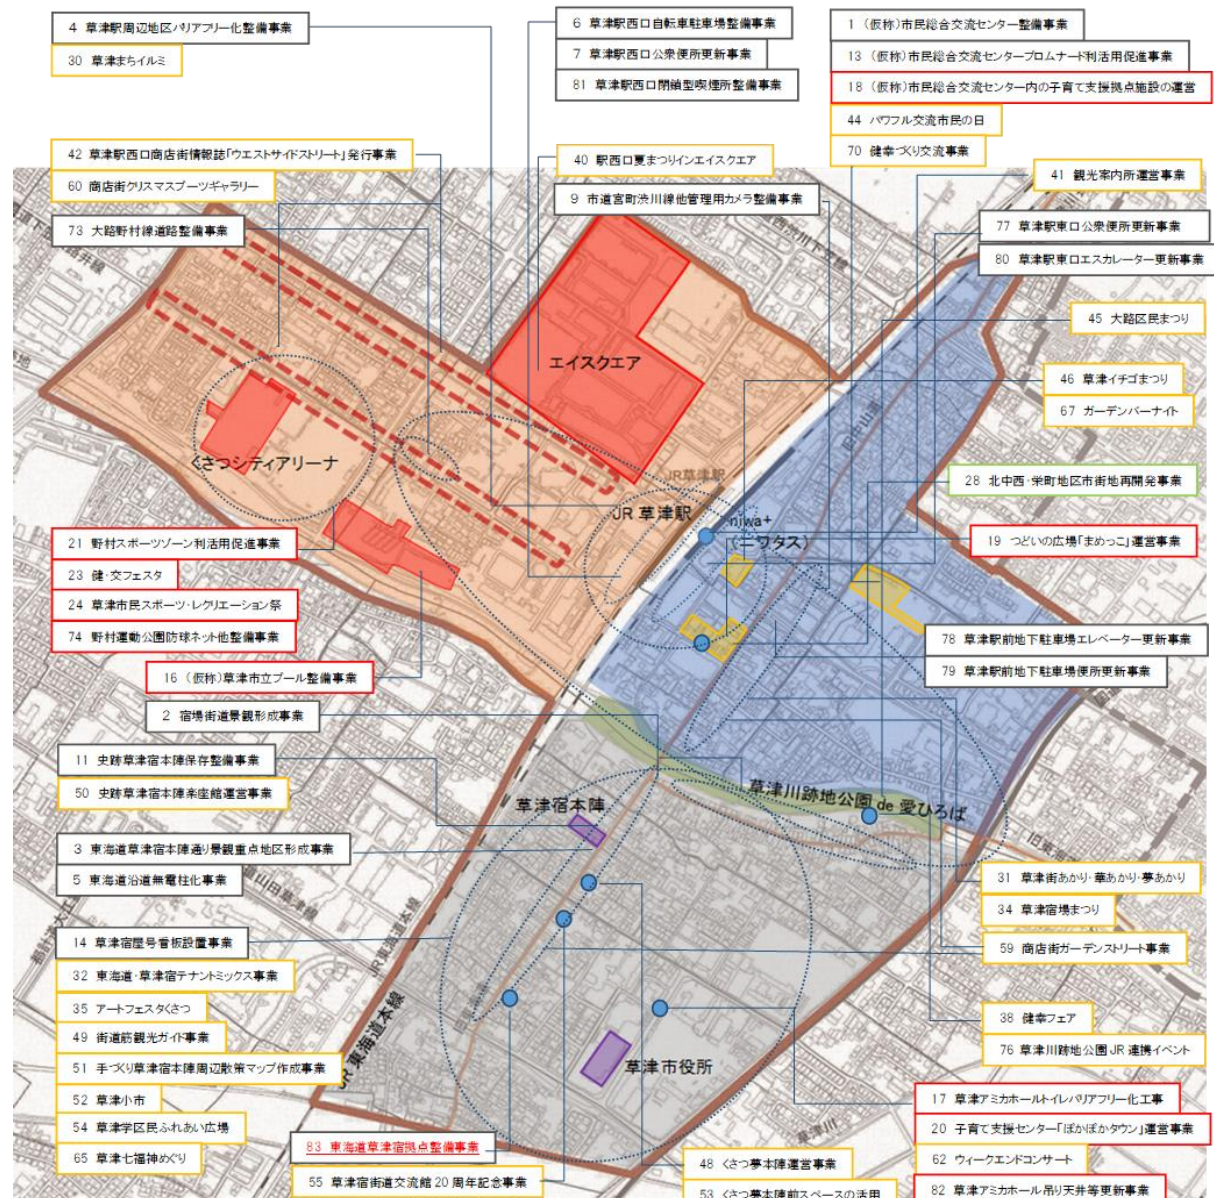 4 草津駅周辺地区バリアフリー化整備事業
30 草津まちイルミ
6 草津駅西口自転車駐車場整備事業
7 草津駅西口公衆便所更新事業
81 草津駅西口閉鎖型喫煙所整備事業
1 (仮称)市民総合交流センター整備事業
13 (仮称)市民総合交流センタープロムナード利活用促進事業
18 (仮称)市民総合交流センター内の子育て支援拠点施設の運営
44 パワフル交流市民の日
70 健幸づくり交流事業
42 草津駅西口商店街情報誌「ウエストサイドストリート」発行事業
60 商店街クリスマスブーツギャラリー
73 大路野村線道路整備事業
40 駅西口夏まつりインエイスクエア
9 市道宮町渋川線他管理用カメラ整備事業
41 観光案内所運営事業
77 草津駅東口公衆便所更新事業
80 草津駅東口エスカレーター更新事業
45 大路区民まつり
46 草津イチゴまつり
67 ガーデンバーナイト
28 北中西・栄町地区市街地再開発事業
19 つどいの広場「まめっこ」運営事業
エイスクエア
くさつシティアリーナ
JR草津駅
JR 草津駅
niwa+
(ニワタス)
21 野村スポーツゾーン利活用促進事業
23 健・交フェスタ
24 草津市民スポーツ・レクリエーション祭
74 野村運動公園防球ネット他整備事業
16 (仮称)草津市立プール整備事業
78 草津駅前地下駐車場エレベーター更新事業
79 草津駅前地下駐車場便所更新事業
2 宿場街道景観形成事業
11 史跡草津宿本陣保存整備事業
50 史跡草津宿本陣楽座館運営事業
草津宿本陣
草津川跡地公園 de 愛ひろば
3 東海道草津宿本陣通り景観重点地区形成事業
5 東海道沿道無電柱化事業
31 草津街あかり・華あかり・夢あかり
34 草津宿場まつり
59 商店街ガーデンストリート事業
14 草津宿屋号看板設置事業
32 東海道・草津宿テナントミックス事業
35 アートフェスタくさつ
49 街道筋観光ガイド事業
51 手づくり草津宿本陣周辺散策マップ作成事業
52 草津小市
54 草津学区民ふれあい広場
65 草津七福神めぐり
JR東海道本線
JR 東海道本線
38 健幸フェア
76 草津川跡地公園 JR 連携イベント
草津市役所
草津川
17 草津アミカホールトイレバリアフリー化工事
20 子育て支援センター「ぽかぽかタウン」運営事業
62 ウィークエンドコンサート
82 草津アミカホール吊り天井等更新事業
83 東海道草津宿拠点整備事業
55 草津宿街道交流館 20 周年記念事業
48 くさつ夢本陣運営事業
53 くさつ夢本陣前スペースの活用